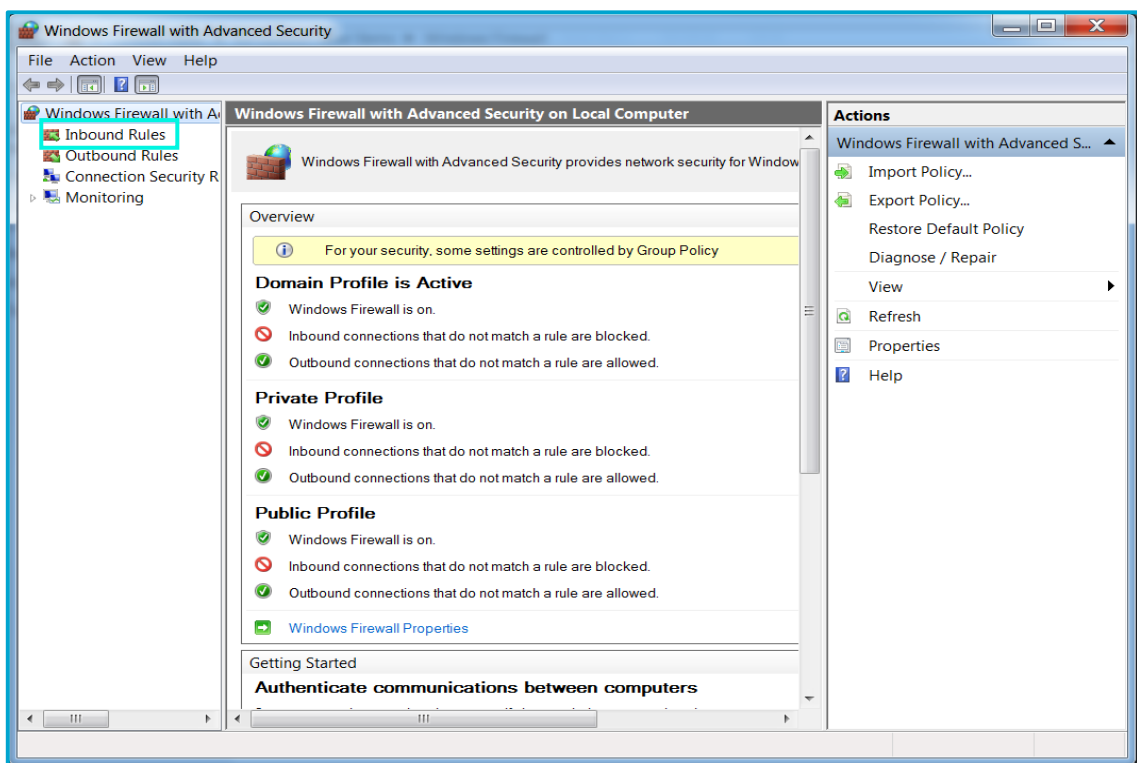 Windows Firewall with Advanced Security
File Action View Help
Windows Firewall with A
Inbound Rules
Outbound Rules
Connection Security R
Monitoring
Windows Firewall with Advanced Security on Local Computer
Windows Firewall with Advanced Security provides network security for Window
Overview
For your security, some settings are controlled by Group Policy
Domain Profile is Active
Windows Firewall is on.
Inbound connections that do not match a rule are blocked.
Outbound connections that do not match a rule are allowed.
Private Profile
Windows Firewall is on.
Inbound connections that do not match a rule are blocked.
Outbound connections that do not match a rule are allowed.
Public Profile
Windows Firewall is on.
Inbound connections that do not match a rule are blocked.
Outbound connections that do not match a rule are allowed.
Windows Firewall Properties
Getting Started
Authenticate communications between computers
Actions
Windows Firewall with Advanced S...
Import Policy...
Export Policy...
Restore Default Policy
Diagnose / Repair
View
Refresh
Properties
Help